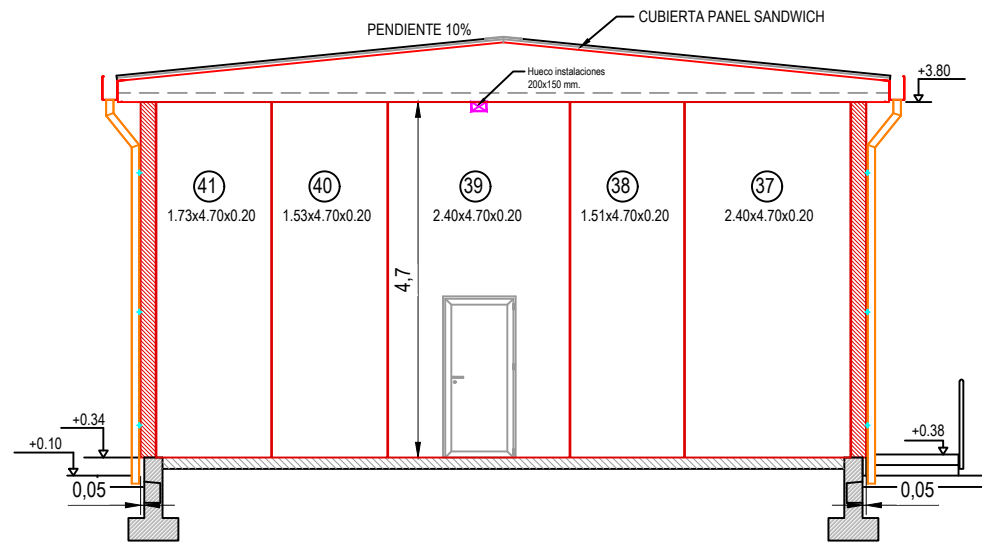 CUBIERTA PANEL SANDWICH
PENDIENTE 10%
Hueco instalaciones
200x150 mm.
+3.80
41
1.73x4.70x0.20
40
1.53x4.70x0.20
39
2.40x4.70x0.20
38
1.51x4.70x0.20
37
2.40x4.70x0.20
4,7
+0.34
+0.10
+0.38
0,05
0,05